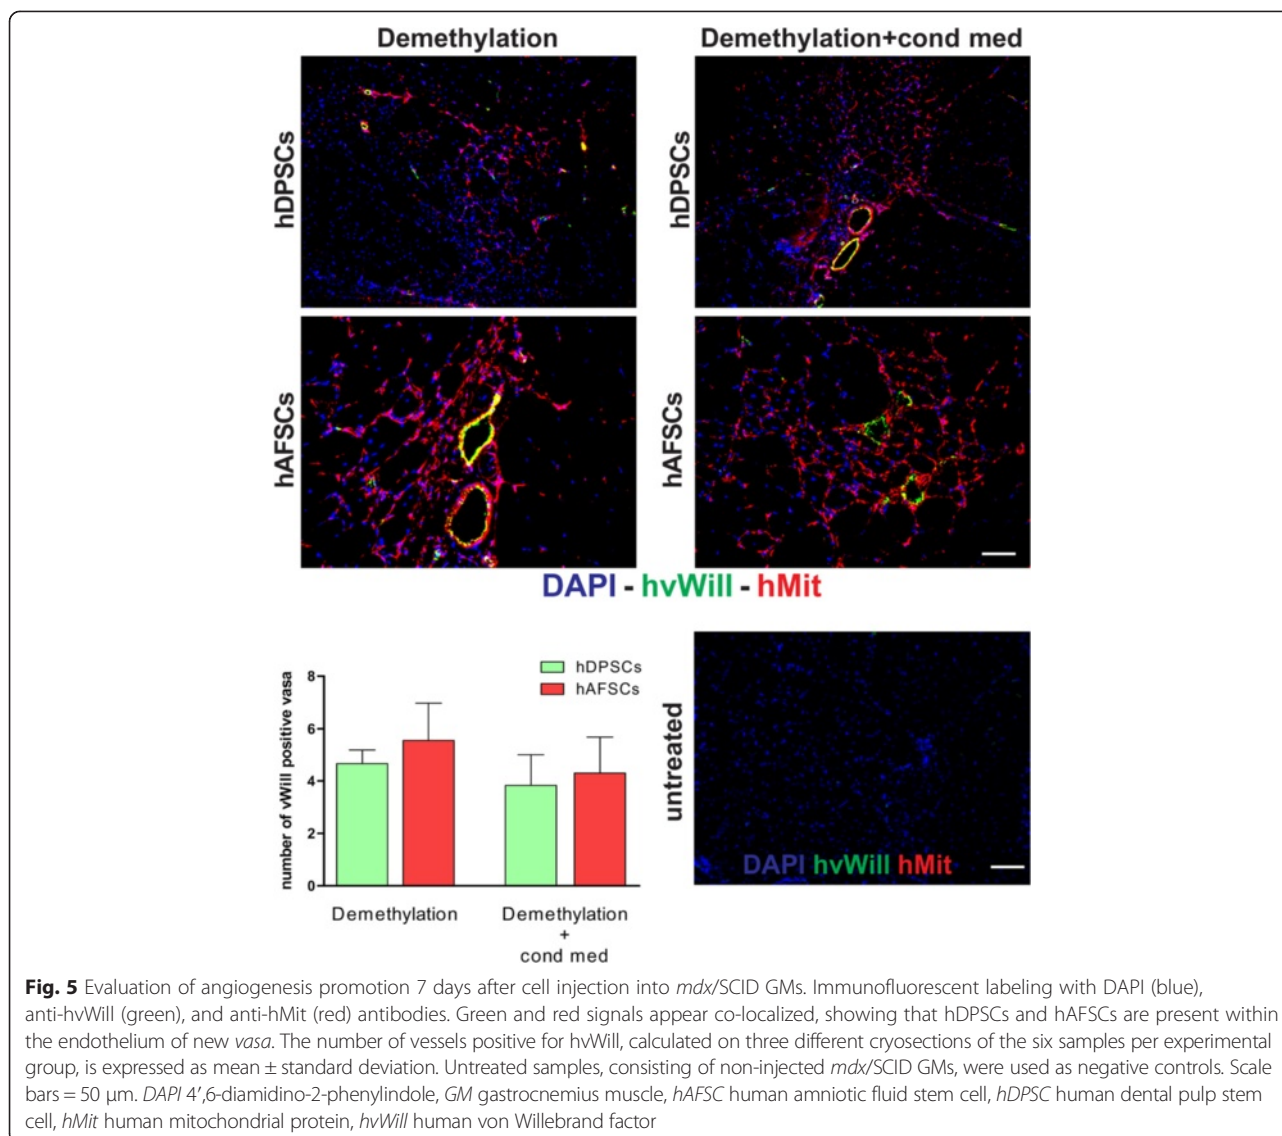 Demethylation
Demethylation+cond med
hDPSCs
hDPSCs
hAFSCs
hAFSCs
DAPI - hvWill - hMit
number of vWill positive vasa
8
6
4
2
0
hDPSCs
hAFSCs
Demethylation
Demethylation
+
cond med
untreated
DAPI hvWill hMit
Fig. 5 Evaluation of angiogenesis promotion 7 days after cell injection into mdx/SCID GMs. Immunofluorescent labeling with DAPI (blue),
anti-hvWill (green), and anti-hMit (red) antibodies. Green and red signals appear co-localized, showing that hDPSCs and hAFSCs are present within
the endothelium of new vasa. The number of vessels positive for hvWill, calculated on three different cryosections of the six samples per experimental
group, is expressed as mean ± standard deviation. Untreated samples, consisting of non-injected mdx/SCID GMs, were used as negative controls. Scale
bars = 50 μm. DAPI 4′,6-diamidino-2-phenylindole, GM gastrocnemius muscle, hAFSC human amniotic fluid stem cell, hDPSC human dental pulp stem
cell, hMit human mitochondrial protein, hvWill human von Willebrand factor